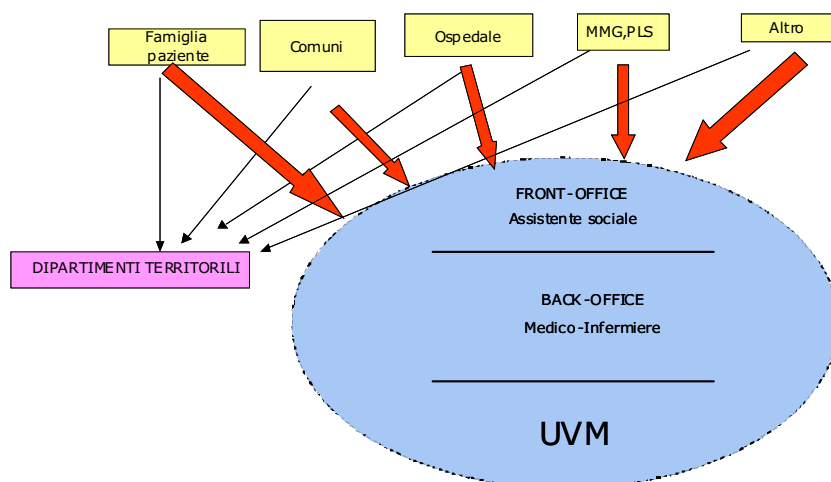 Famiglia
paziente
Comuni
Ospedale
MMG,PLS
Altro
DIPARTIMENTI TERRITORILI
FRONT-OFFICE
Assistente sociale
BACK-OFFICE
Medico-Infermiere
UVM